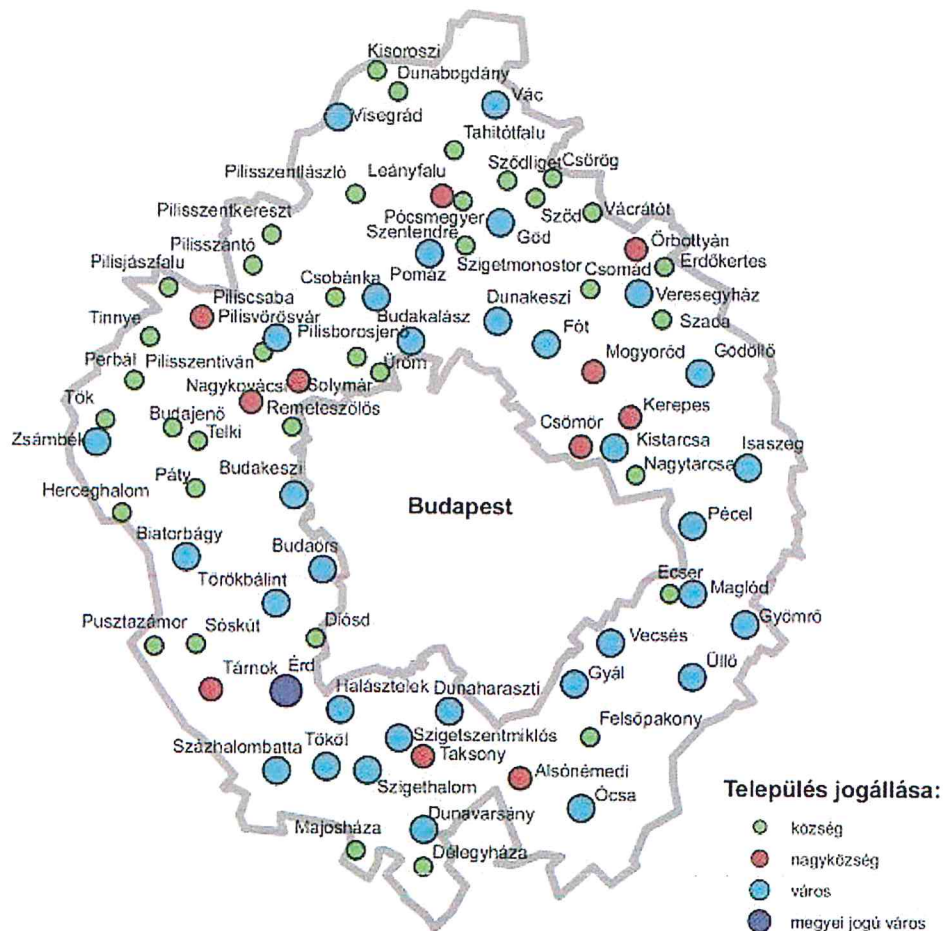 Kisoroszi
Dunabogdány
Vác
Visegrád
Tahitótfalu
Pilisszentlászló
Leányfalu
Sződliget
Csörög
Pilisszentkereszt
Pócsmegyer
Sződ
Vácrátót
Szentendre
Göd
Pilisszántó
Őrbottyán
Pilisjászfalu
Csobánka
Pomáz
Szigetmonostor
Csomád
Erdőkertes
Piliscsaba
Dunakeszi
Veresegyház
Tinnye
Pilisvörösvár
Pilisborosjenő
Budakalász
Fót
Szada
Perbál
Pilisszentiván
Üröm
Mogyoród
Gödöllő
Nagykovácsi
Solymár
Tök
Budajenő
Remeteszőlős
Kerepes
Zsámbék
Telki
Csömör
Kistarcsa
Isaszeg
Páty
Budakeszi
Nagytarcsa
Herceghalom
Budapest
Pécel
Biatorbágy
Budaörs
Törökbálint
Ecser
Maglód
Pusztazámor
Sóskút
Diósd
Gyömrő
Vecsés
Tárnok
Érd
Gyál
Üllő
Halásztelek
Dunaharaszti
Felsőpakony
Szigetszentmiklós
Százhalombatta
Tököl
Taksony
Szigethalom
Alsónémedi
Ócsa
Dunavarsány
Majosháza
Délegyháza
Település jogállása:
község
nagyközség
város
megyei jogú város